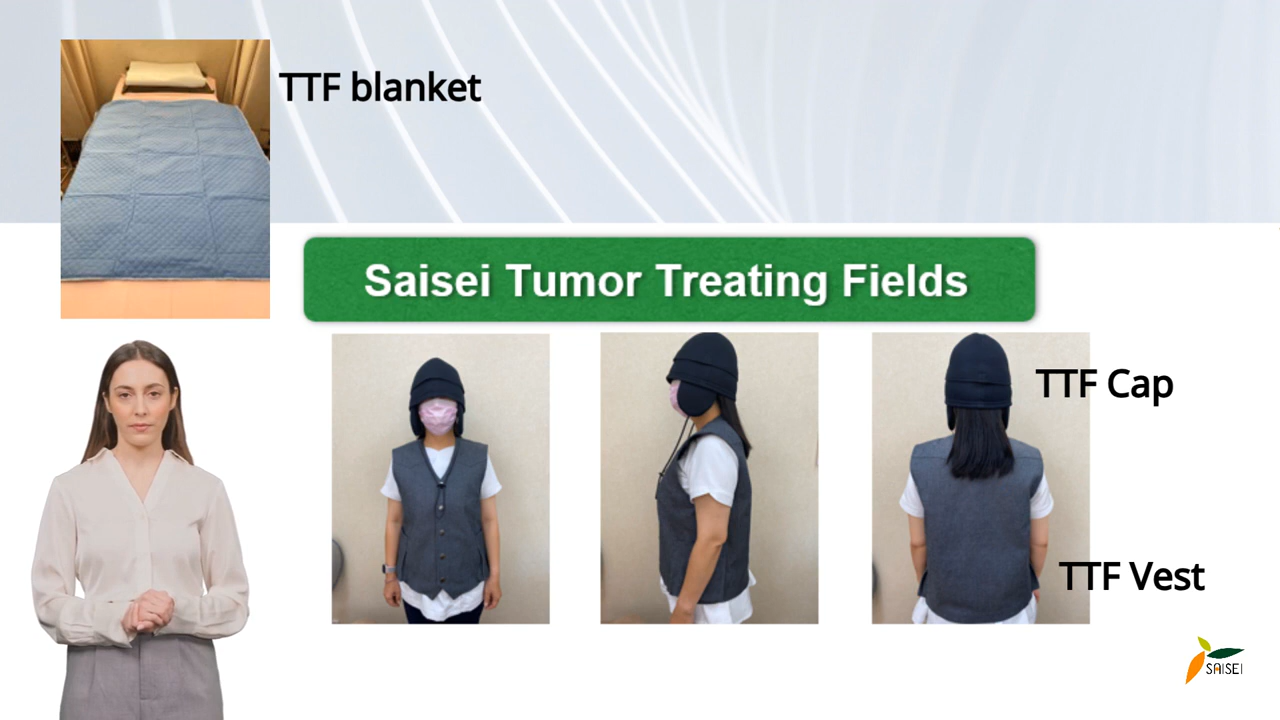 TTF blanket
Saisei Tumor Treating Fields
TTF Cap
TTF Vest
SAISEI